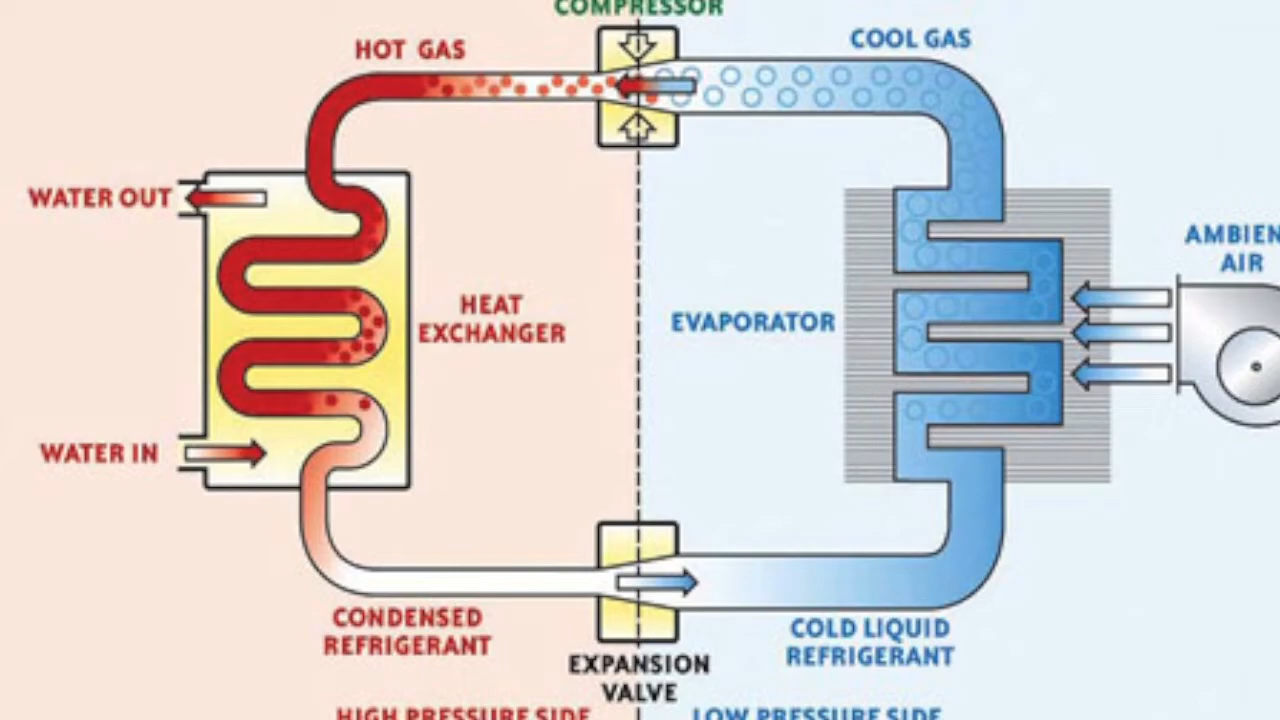 COMPRESSOR
HOT GAS
COOL GAS
WATER OUT
AMBIEN
AIR
HEAT
EXCHANGER
EVAPORATOR
WATER IN
CONDENSED
REFRIGERANT
COLD LIQUID
REFRIGERANT
EXPANSION
VALVE
HIGH PRESSURE SIDE
LOW PRESSURE SIDE